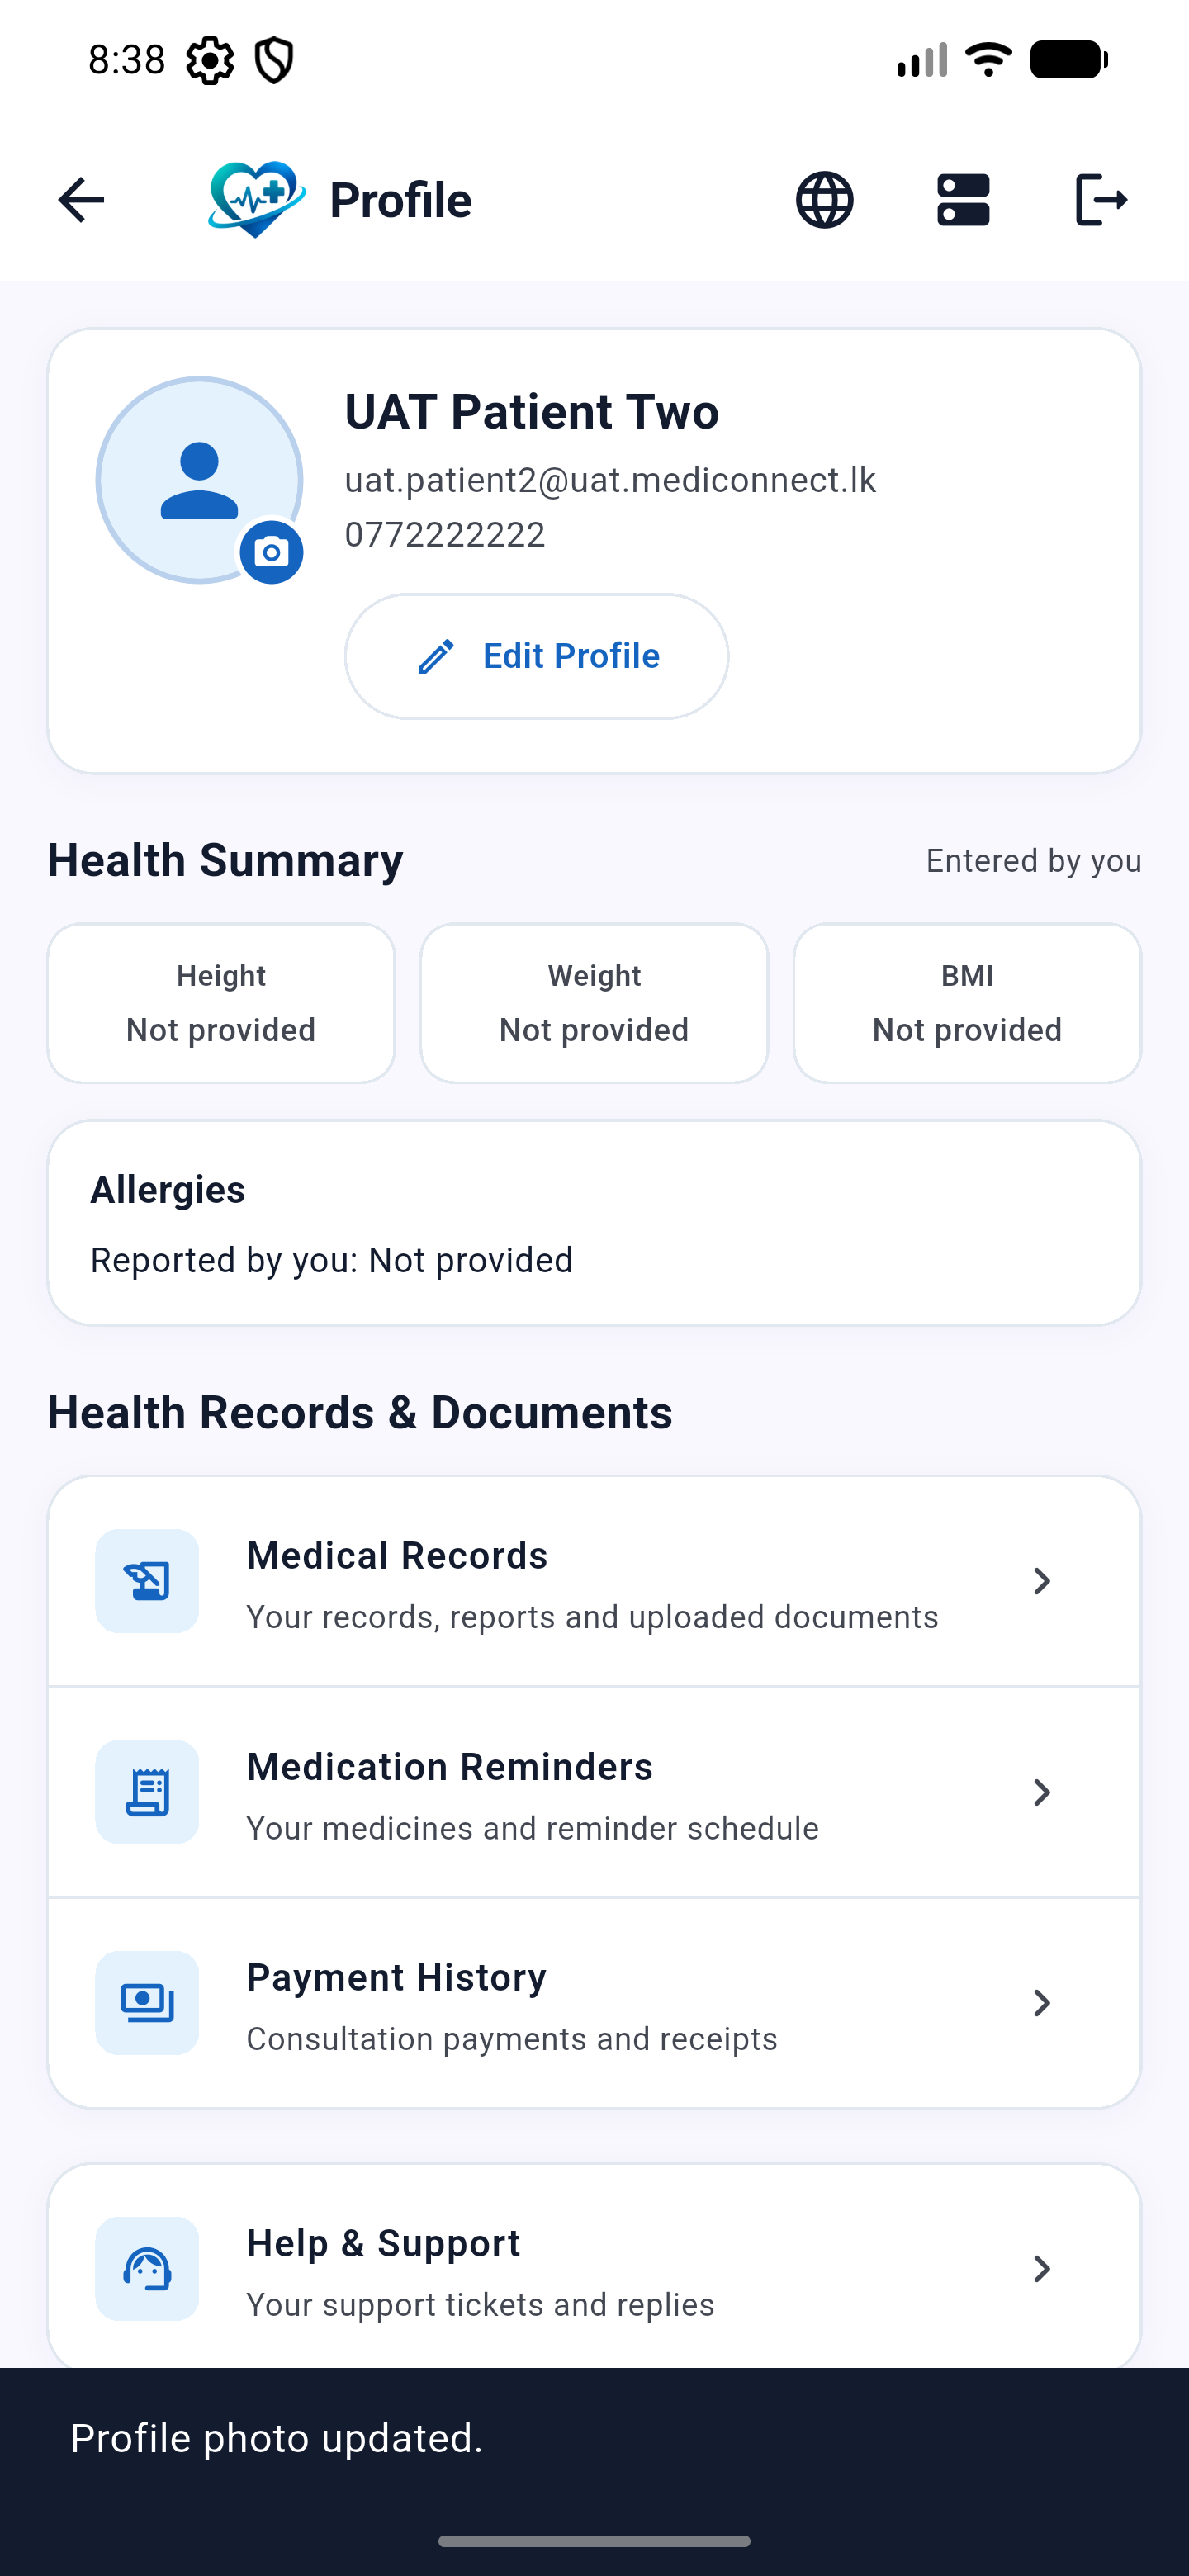 8:38
Profile
UAT Patient Two
uat.patient2@uat.mediconnect.lk
0772222222
Edit Profile
Health Summary
Entered by you
Height
Not provided
Weight
Not provided
BMI
Not provided
Allergies
Reported by you: Not provided
Health Records & Documents
Medical Records
Your records, reports and uploaded documents
Medication Reminders
Your medicines and reminder schedule
Payment History
Consultation payments and receipts
Help & Support
Your support tickets and replies
Profile photo updated.